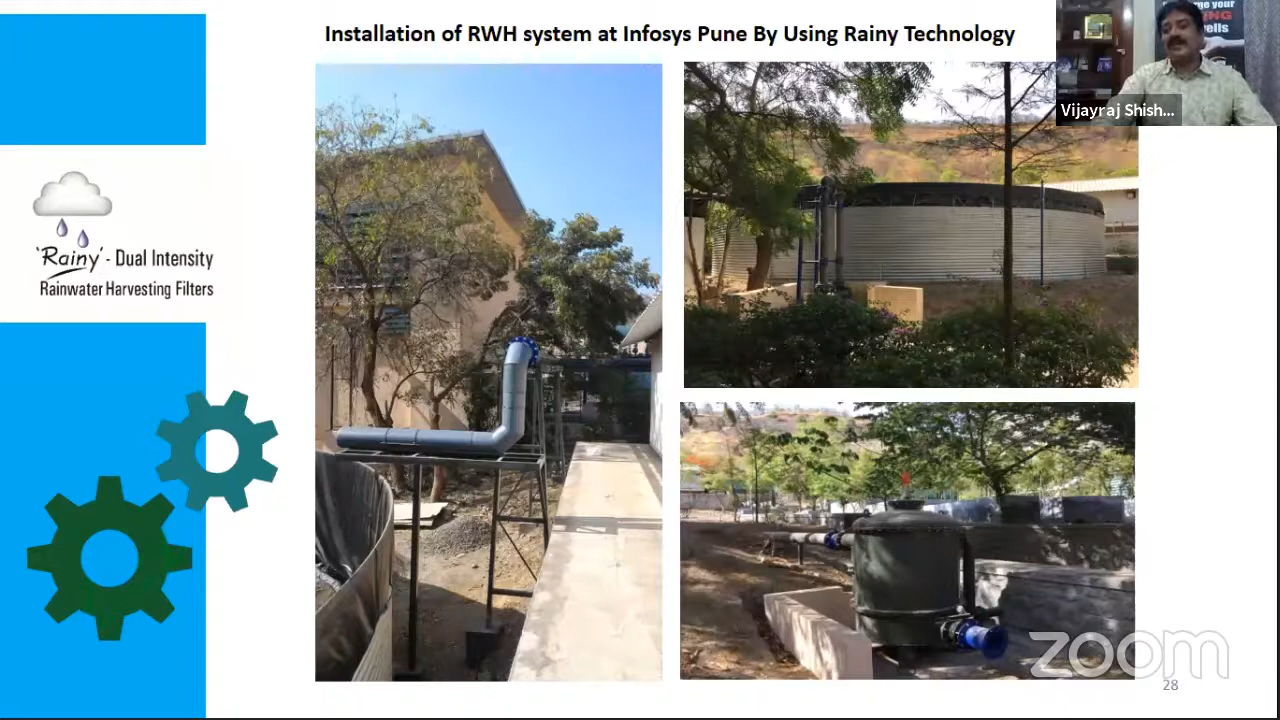 Installation of RWH system at Infosys Pune By Using Rainy Technology
Vijayraj Shish...
'Rainy' - Dual Intensity
Rainwater Harvesting Filters
zoom
28